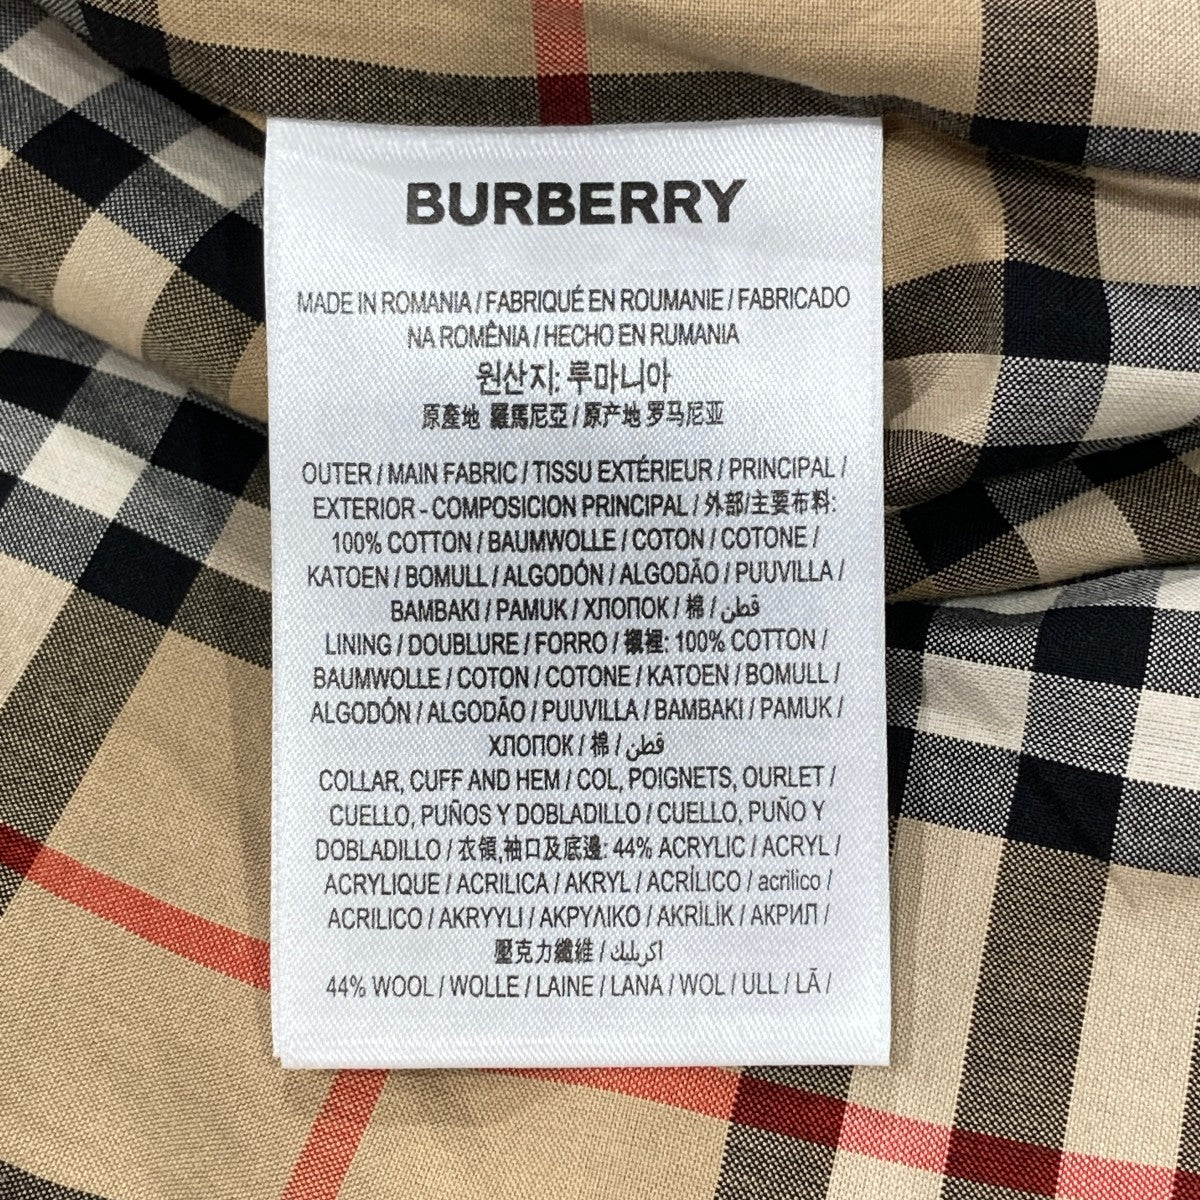 BURBERRY
MADE IN ROMANIA / FABRIQUÉ EN ROUMANIE / FABRICADO
NA ROMÊNIA / HECHO EN RUMANIA
원산지: 루마니아
原產地 羅馬尼亞 / 原产地 罗马尼亚
OUTER / MAIN FABRIC / TISSU EXTÉRIEUR / PRINCIPAL /
EXTERIOR - COMPOSICION PRINCIPAL / 外部/主要布料:
100% COTTON / BAUMWOLLE / COTON / COTONE /
KATOEN / BOMULL / ALGODÓN / ALGODÃO / PUUVILLA /
ΒΑΜΒΑΚΙ / PAMUK / ХЛОПОК / 棉 / قطن
LINING / DOUBLURE / FORRO / 襯裡: 100% COTTON /
BAUMWOLLE / COTON / COTONE / KATOEN / BOMULL /
ALGODÓN / ALGODÃO / PUUVILLA / ΒΑΜΒΑΚΙ / PAMUK /
ХЛОПОК / 棉 / قطن
COLLAR, CUFF AND HEM / COL, POIGNETS, OURLET /
CUELLO, PUÑOS Y DOBLADILLO / CUELLO, PUÑO Y
DOBLADILLO / 衣領,袖口及底邊: 44% ACRYLIC / ACRYL /
ACRYLIQUE / ACRILICA / AKRYL / ACRÍLICO / acrilico /
ACRILICO / AKRYYLI / ΑΚΡΥΛΙΚΟ / AKRİLİK / АКРИЛ /
壓克力纖維 / اكريليك
44% WOOL / WOLLE / LAINE / LANA / WOL / ULL / LÃ /